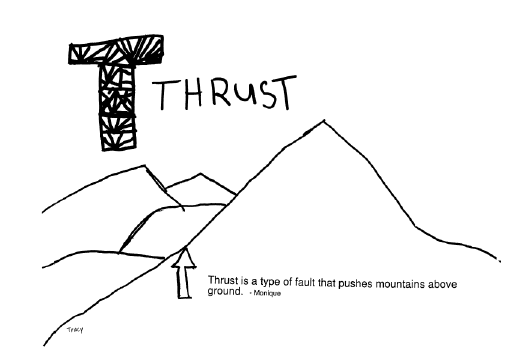 T
THRUST
Thrust is a type of fault that pushes mountains above
ground. - Monique
TRACY